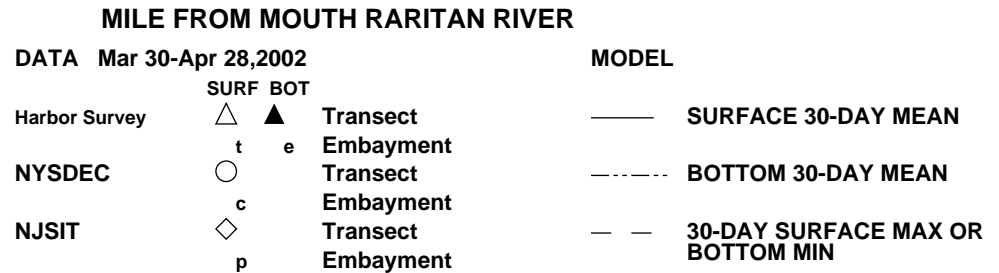 MILE FROM MOUTH RARITAN RIVER
DATA Mar 30-Apr 28,2002 MODEL
SURF BOT
Harbor Survey Transect SURFACE 30-DAY MEAN
t e Embayment
NYSDEC Transect BOTTOM 30-DAY MEAN
c Embayment
NJSIT Transect 30-DAY SURFACE MAX OR
BOTTOM MIN
p Embayment